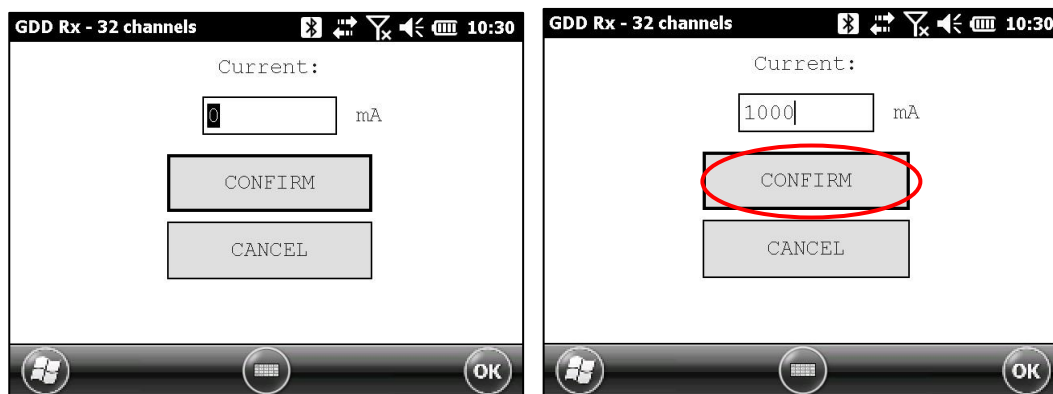 GDD Rx - 32 channels 10:30
Current:
0 mA
CONFIRM
CANCEL
OK
GDD Rx - 32 channels 10:30
Current:
1000 mA
CONFIRM
CANCEL
OK